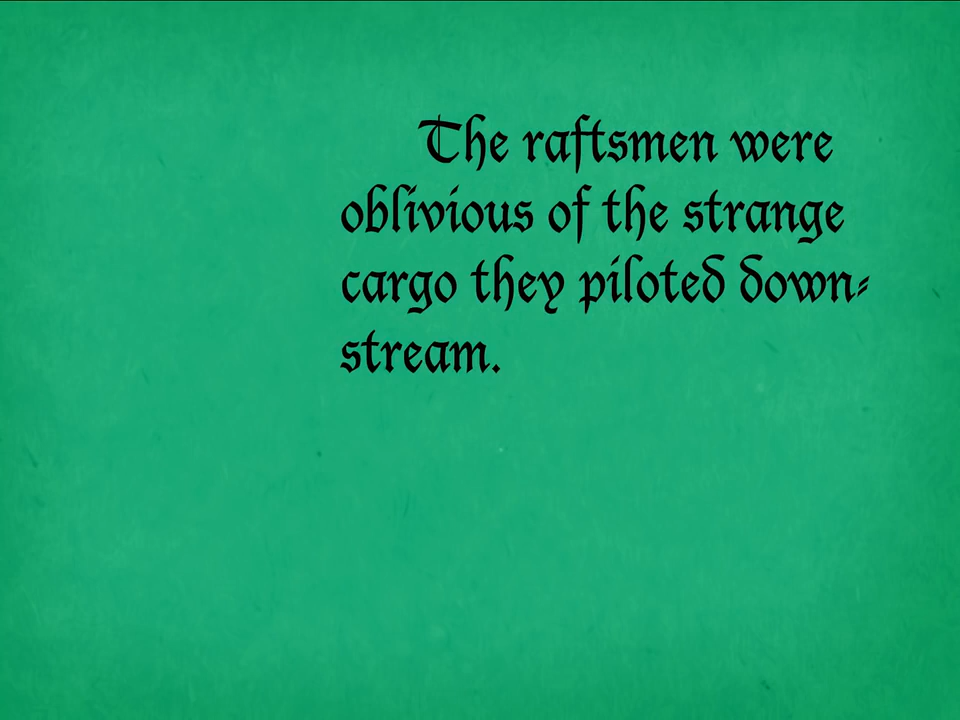 The raftsmen were
oblivious of the strange
cargo they piloted down-
stream.